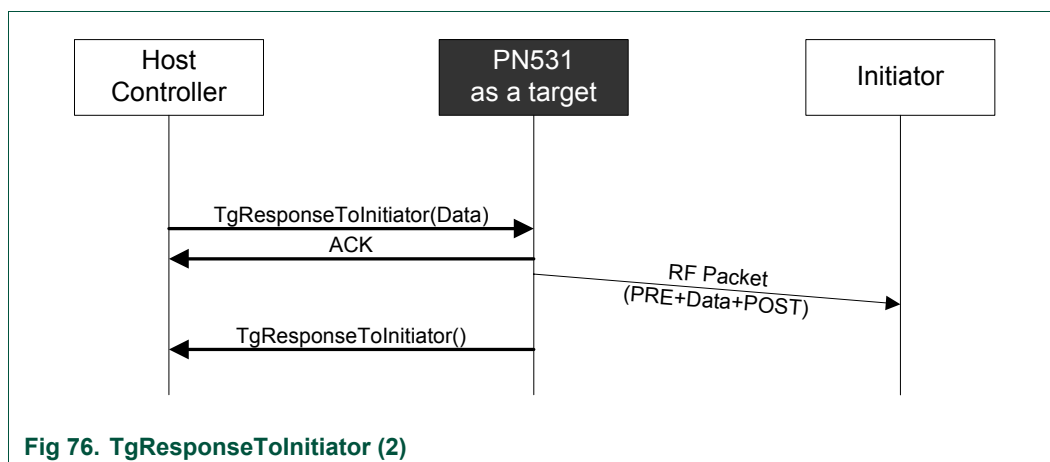 Host
Controller
PN531
as a target
Initiator
TgResponseToInitiator(Data)
ACK
RF Packet
(PRE+Data+POST)
TgResponseToInitiator()
Fig 76. TgResponseToInitiator (2)